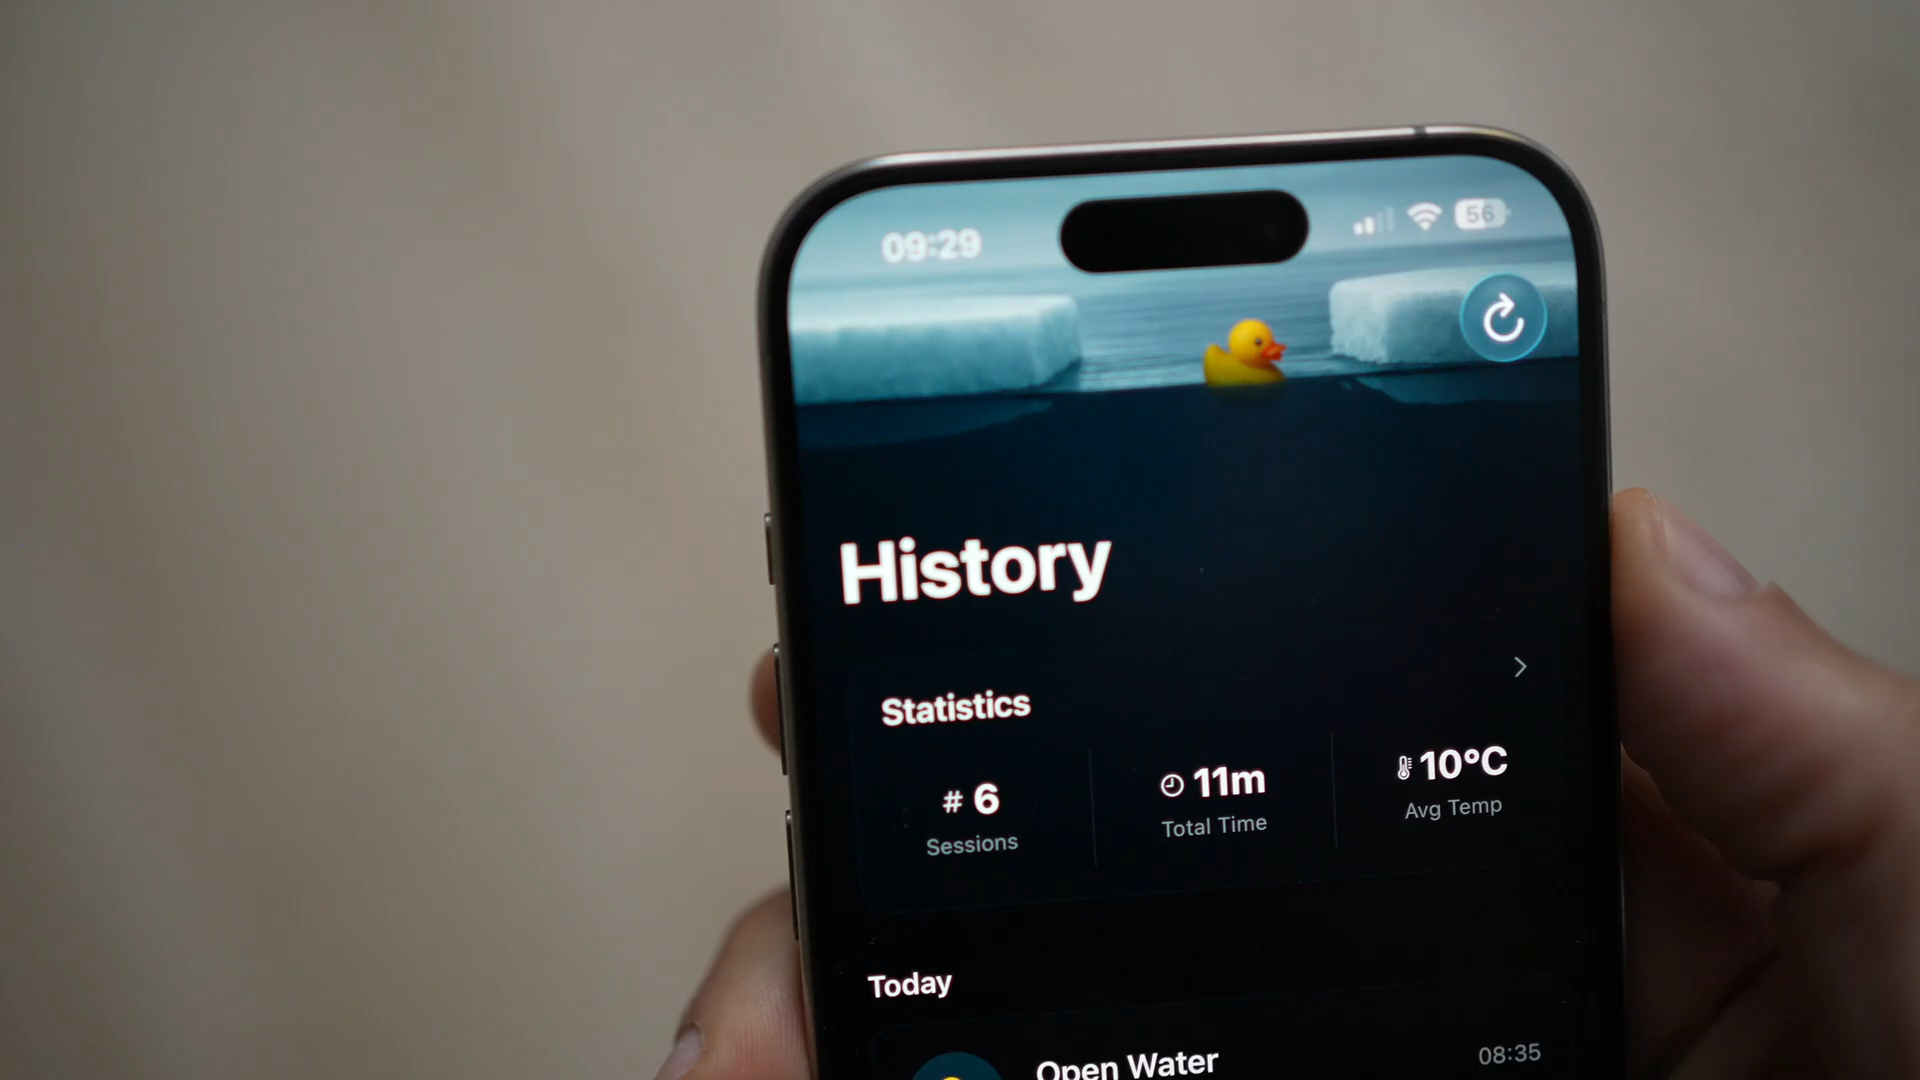 09:29
56
History
Statistics
# 6
11m
10°C
Sessions
Total Time
Avg Temp
Today
Open Water
08:35